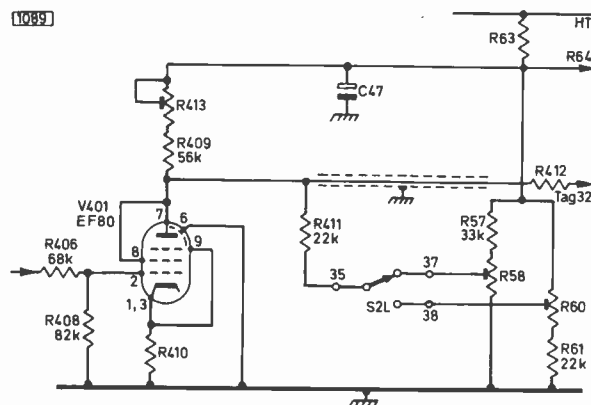 1089
HT
R63
R64
R413
C47
R409
56k
R412
Tag32
V401
EF80
7
6
9
8
2
1,3
R406
68k
R408
82k
R410
R411
22k
35
37
S2L
38
R57
33k
R58
R60
R61
22k